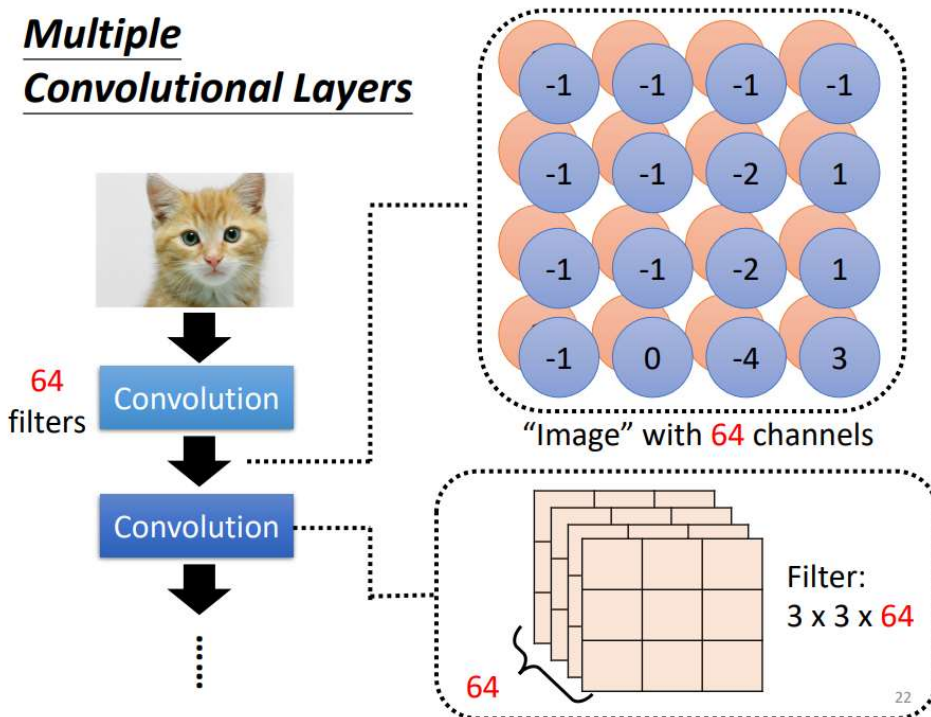 Multiple
Convolutional Layers
-1 -1 -1 -1
-1 -1 -2 1
-1 -1 -2 1
-1 0 -4 3
“Image” with 64 channels
64
filters
Convolution
Convolution
Filter:
3 x 3 x 64
64
22